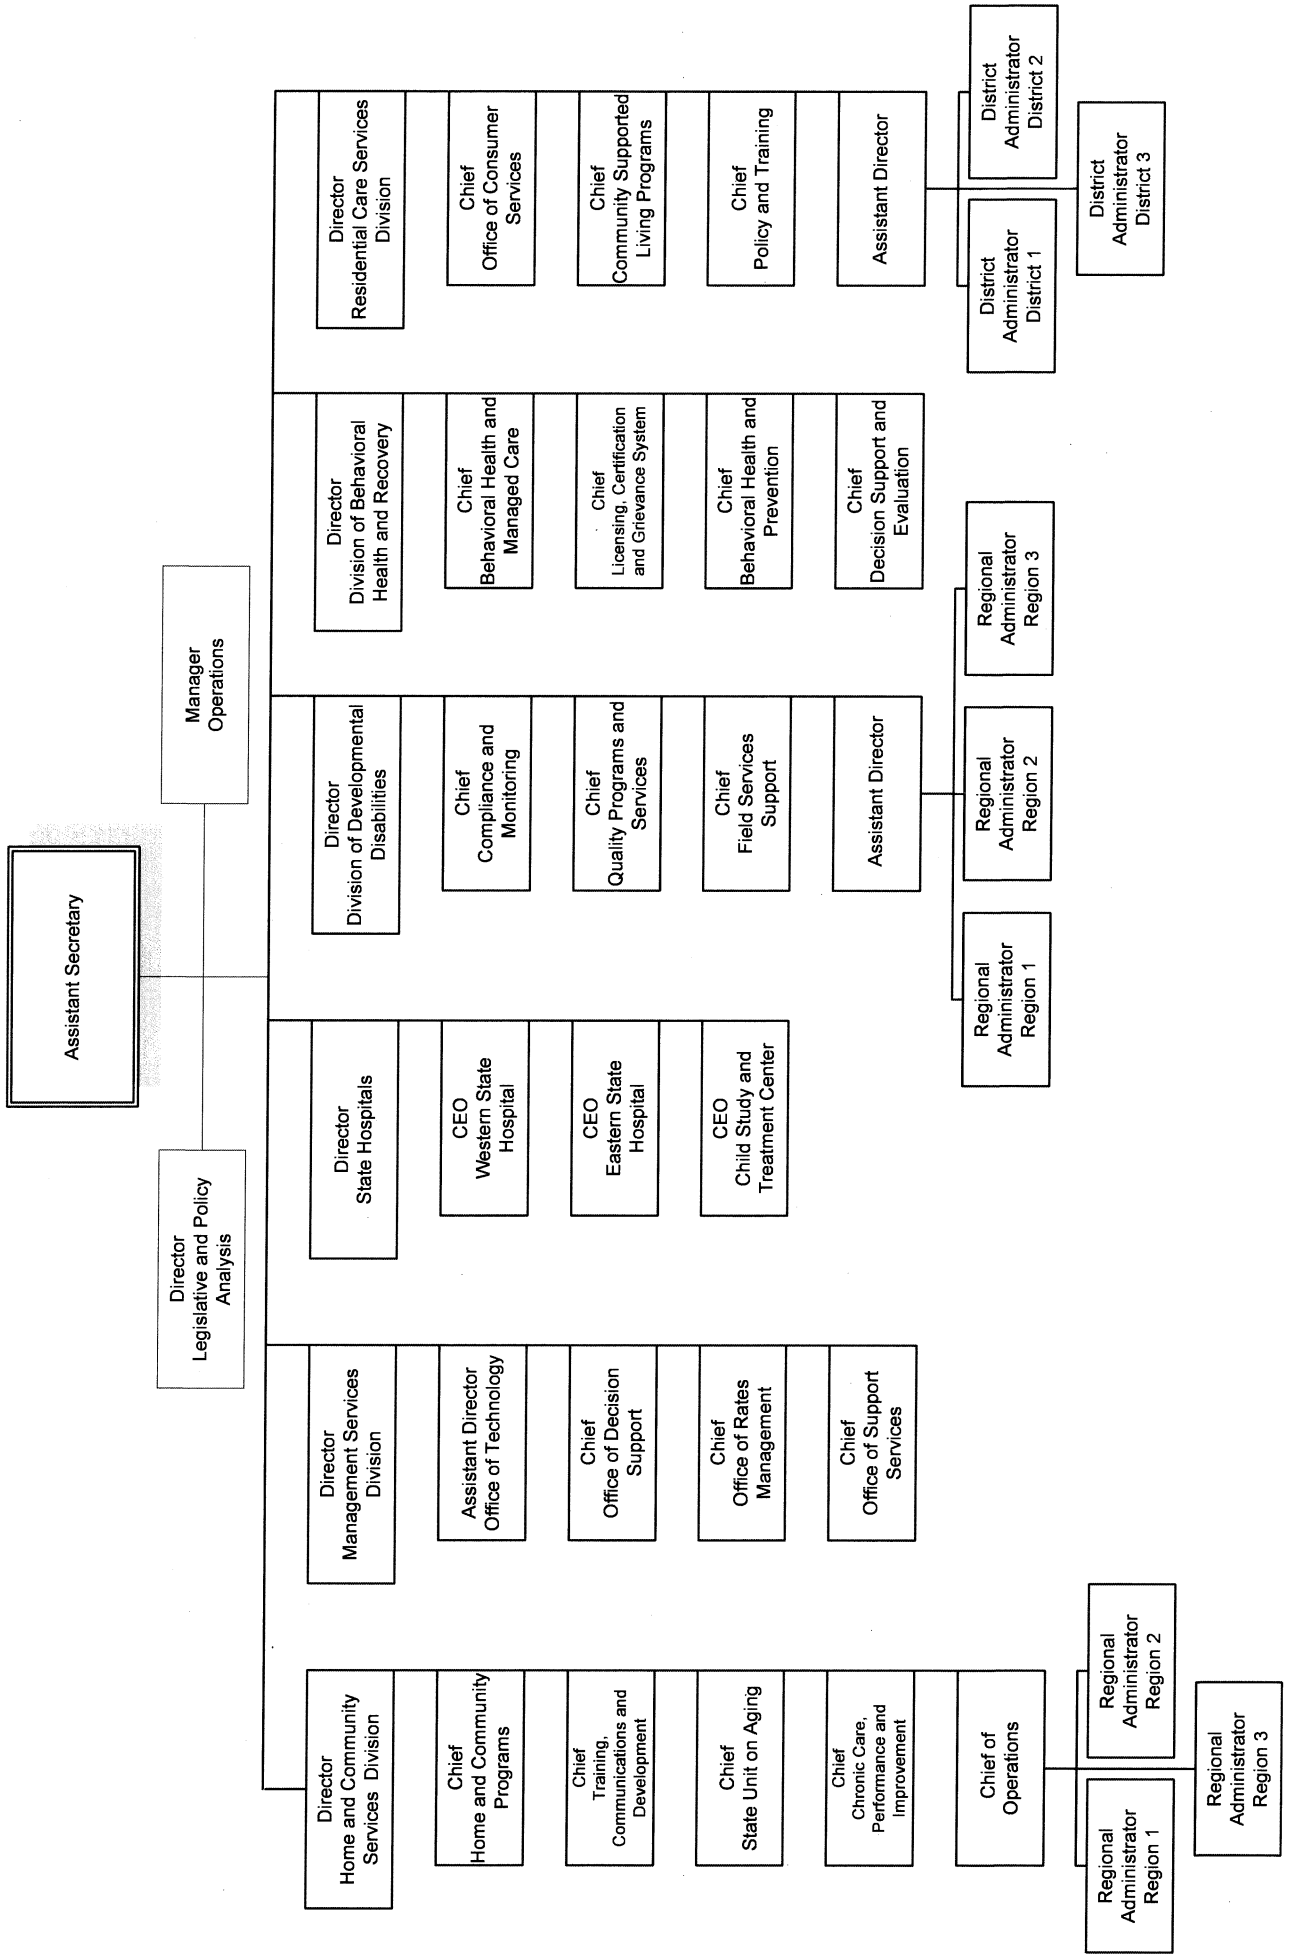 Assistant Secretary
Director
Legislative and Policy
Analysis
Manager
Operations
Director
Home and Community
Services Division
Chief
Home and Community
Programs
Chief
Training,
Communications and
Development
Chief
State Unit on Aging
Chief
Chronic Care,
Performance and
Improvement
Chief of
Operations
Regional
Administrator
Region 1
Regional
Administrator
Region 2
Regional
Administrator
Region 3
Director
Management Services
Division
Assistant Director
Office of Technology
Chief
Office of Decision
Support
Chief
Office of Rates
Management
Chief
Office of Support
Services
Director
State Hospitals
CEO
Western State
Hospital
CEO
Eastern State
Hospital
CEO
Child Study and
Treatment Center
Director
Division of Developmental
Disabilities
Chief
Compliance and
Monitoring
Chief
Quality Programs and
Services
Chief
Field Services
Support
Assistant Director
Regional
Administrator
Region 1
Regional
Administrator
Region 2
Regional
Administrator
Region 3
Director
Division of Behavioral
Health and Recovery
Chief
Behavioral Health and
Managed Care
Chief
Licensing, Certification
and Grievance System
Chief
Behavioral Health and
Prevention
Chief
Decision Support and
Evaluation
Director
Residential Care Services
Division
Chief
Office of Consumer
Services
Chief
Community Supported
Living Programs
Chief
Policy and Training
Assistant Director
District
Administrator
District 1
District
Administrator
District 2
District
Administrator
District 3